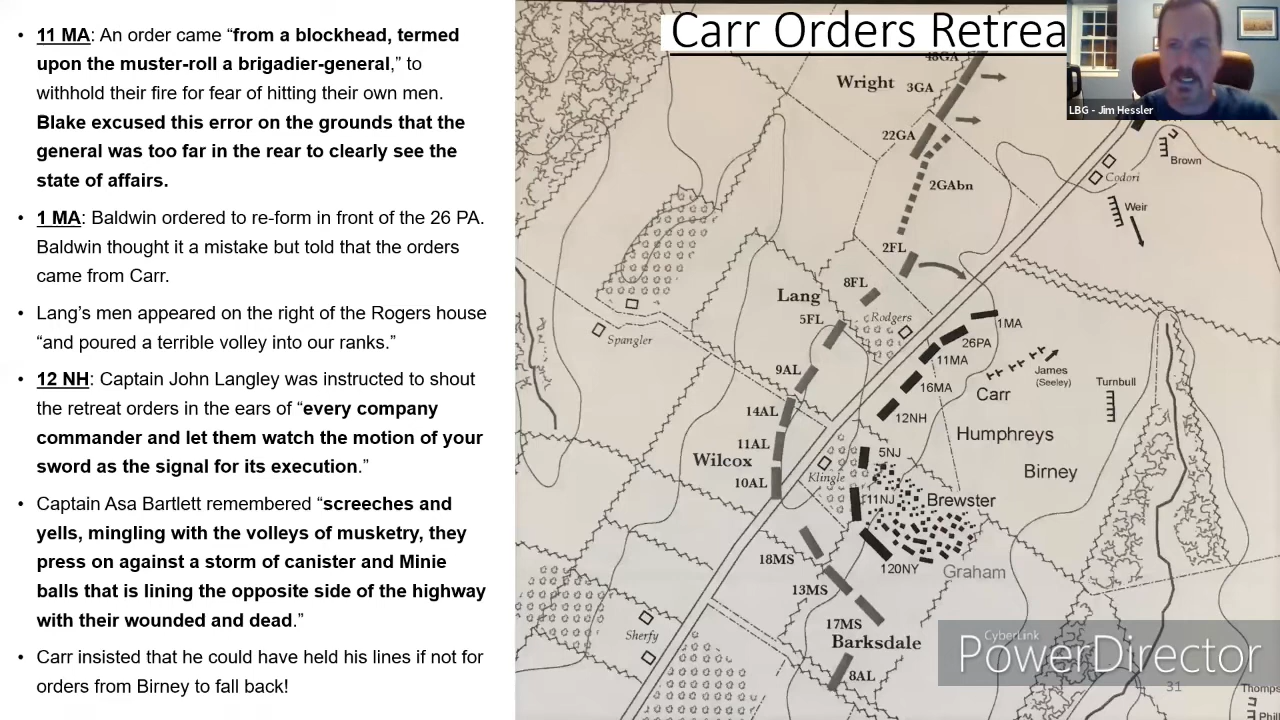 Carr Orders Retrea
LBG - Jim Hessler
• 11 MA: An order came “from a blockhead, termed
upon the muster-roll a brigadier-general,” to
withhold their fire for fear of hitting their own men.
Blake excused this error on the grounds that the
general was too far in the rear to clearly see the
state of affairs.
• 1 MA: Baldwin ordered to re-form in front of the 26 PA.
Baldwin thought it a mistake but told that the orders
came from Carr.
• Lang’s men appeared on the right of the Rogers house
“and poured a terrible volley into our ranks.”
• 12 NH: Captain John Langley was instructed to shout
the retreat orders in the ears of “every company
commander and let them watch the motion of your
sword as the signal for its execution.”
• Captain Asa Bartlett remembered “screeches and
yells, mingling with the volleys of musketry, they
press on against a storm of canister and Minie
balls that is lining the opposite side of the highway
with their wounded and dead.”
• Carr insisted that he could have held his lines if not for
orders from Birney to fall back!
48GA
Wright
3GA
22GA
2GAbn
2FL
8FL
Lang
5FL
Rodgers
Spangler
9AL
14AL
11AL
Wilcox
10AL
Klingle
18MS
13MS
17MS
Barksdale
8AL
Sherfy
Brown
Codori
Weir
1MA
26PA
11MA
16MA
12NH
James
(Seeley)
Turnbull
Carr
Humphreys
Birney
5NJ
11NJ
Brewster
120NY
Graham
CyberLink
PowerDirector
31
Thomps
Phill